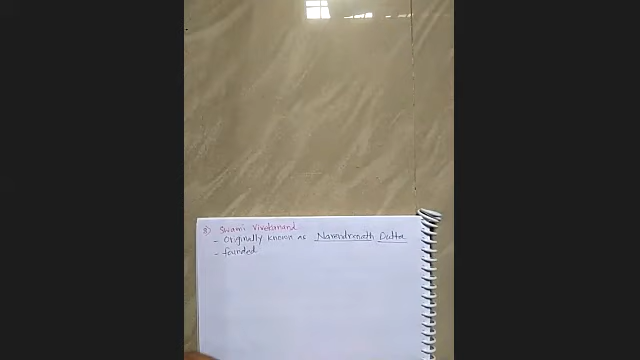 8) Swami Vivekanand
- Originally known as Narendranath Dutta
- founded